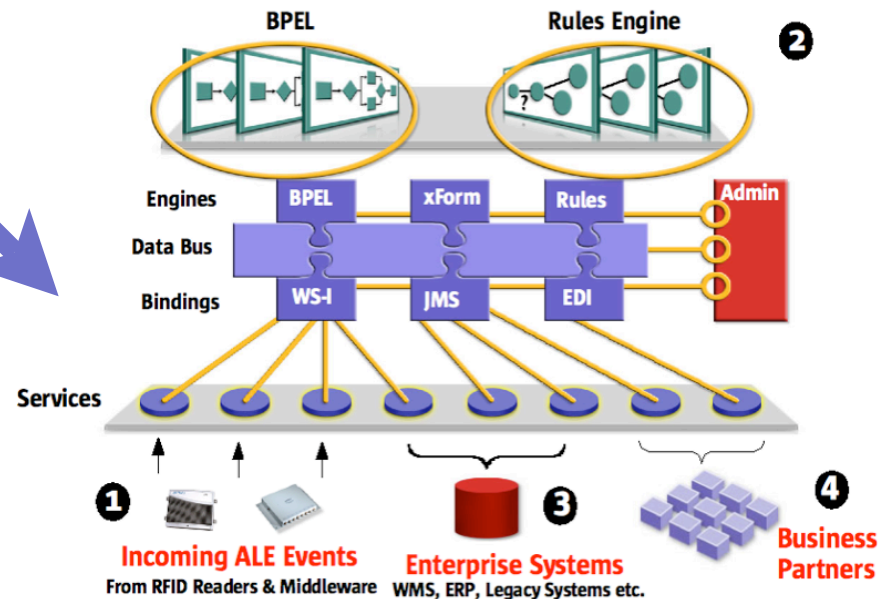 BPEL
Rules Engine
2
?
Engines
BPEL
xForm
Rules
Admin
Data Bus
Bindings
WS-I
JMS
EDI
Services
1
3
4
Incoming ALE Events
From RFID Readers & Middleware
Enterprise Systems
WMS, ERP, Legacy Systems etc.
Business
Partners